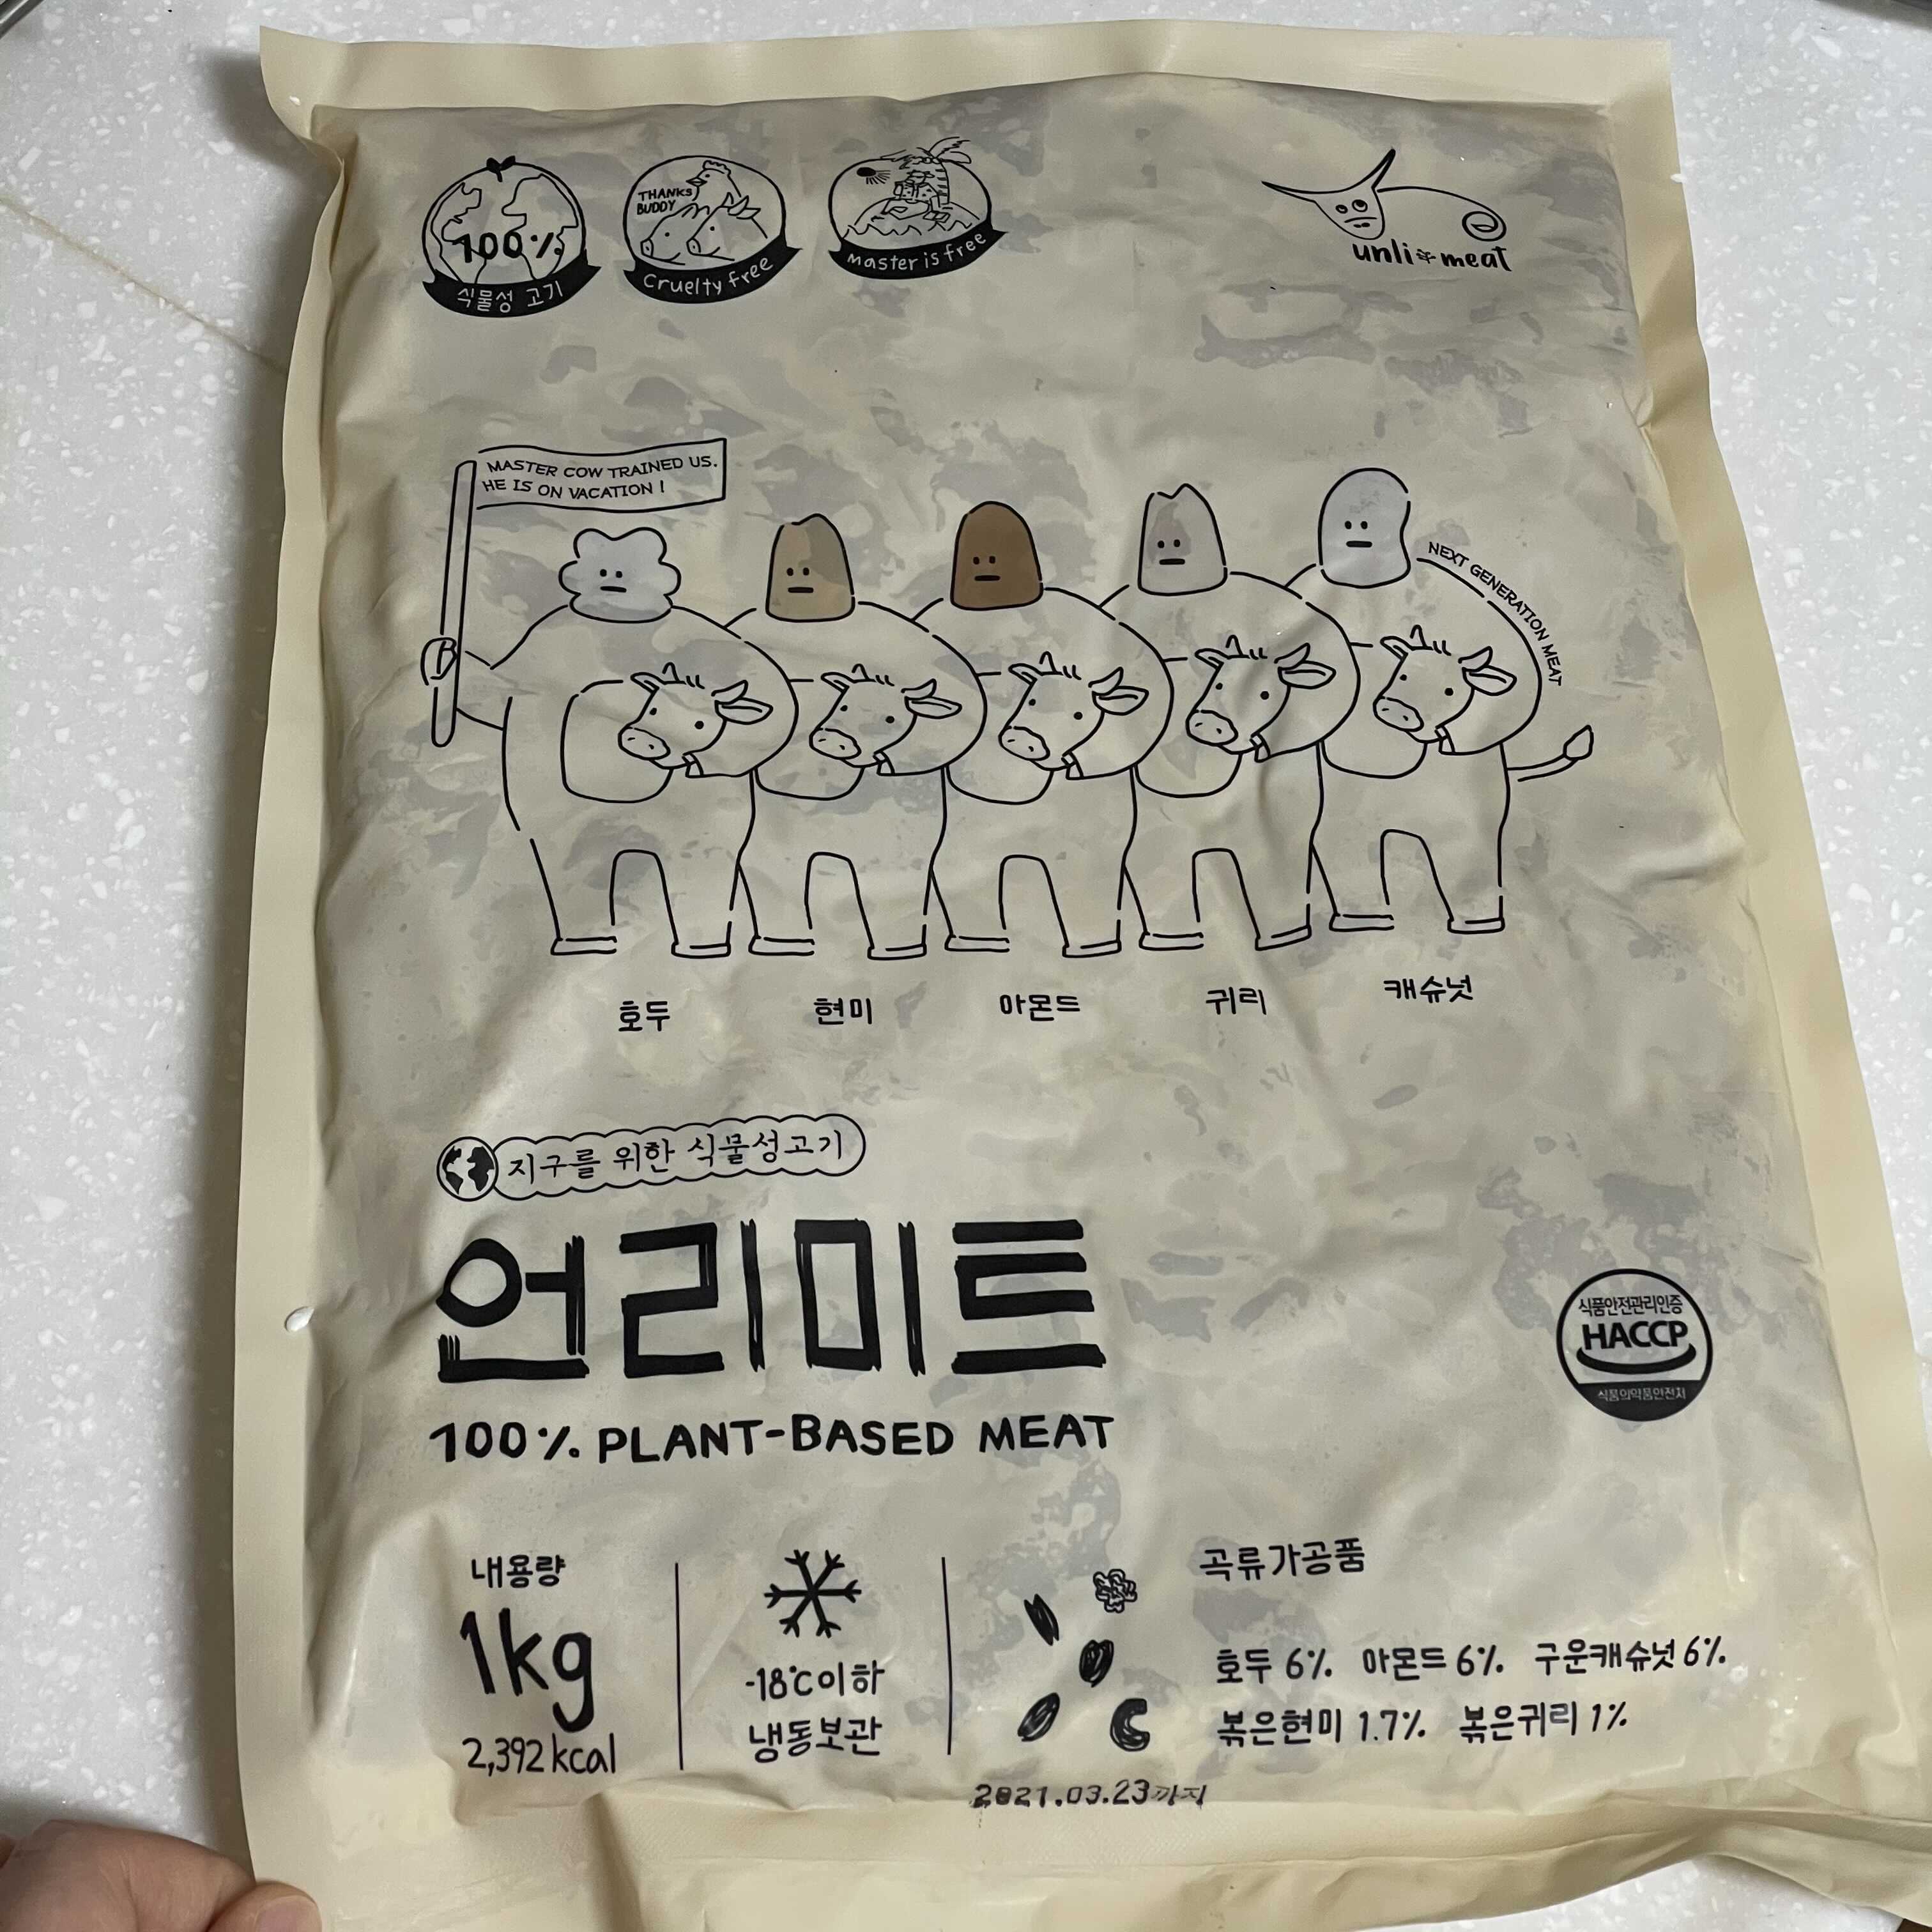 100%
식물성 고기
THANKS
BUDDY
Cruelty free
master is free
unli meat
MASTER COW TRAINED US.
HE IS ON VACATION !
NEXT GENERATION MEAT
호두
현미
아몬드
귀리
캐슈넛
지구를 위한 식물성고기
언리미트
100% PLANT-BASED MEAT
식품안전관리인증
HACCP
식품의약품안전처
내용량
1kg
2,392kcal
-18℃이하
냉동보관
곡류가공품
호두 6% 아몬드 6% 구운캐슈넛 6%
볶은현미 1.7% 볶은귀리 1%
2021.03.23까지